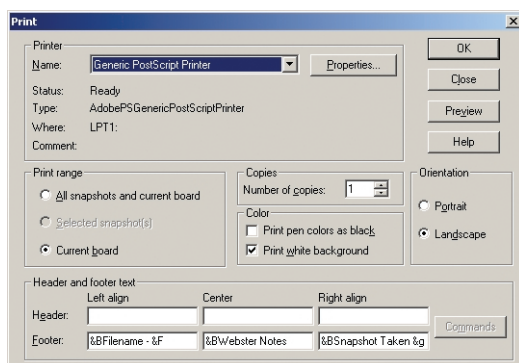 Print
Printer
Name: Generic PostScript Printer Properties...
Status: Ready
Type: AdobePSGenericPostScriptPrinter
Where: LPT1:
Comment:
OK
Close
Preview
Help
Print range
All snapshots and current board
Selected snapshot(s)
Current board
Copies
Number of copies: 1
Color
Print pen colors as black
Print white background
Orientation
Portrait
Landscape
Header and footer text
Left align Center Right align
Header:
Footer: &BFilename - &F &BWebster Notes &BSnapshot Taken &g
Commands